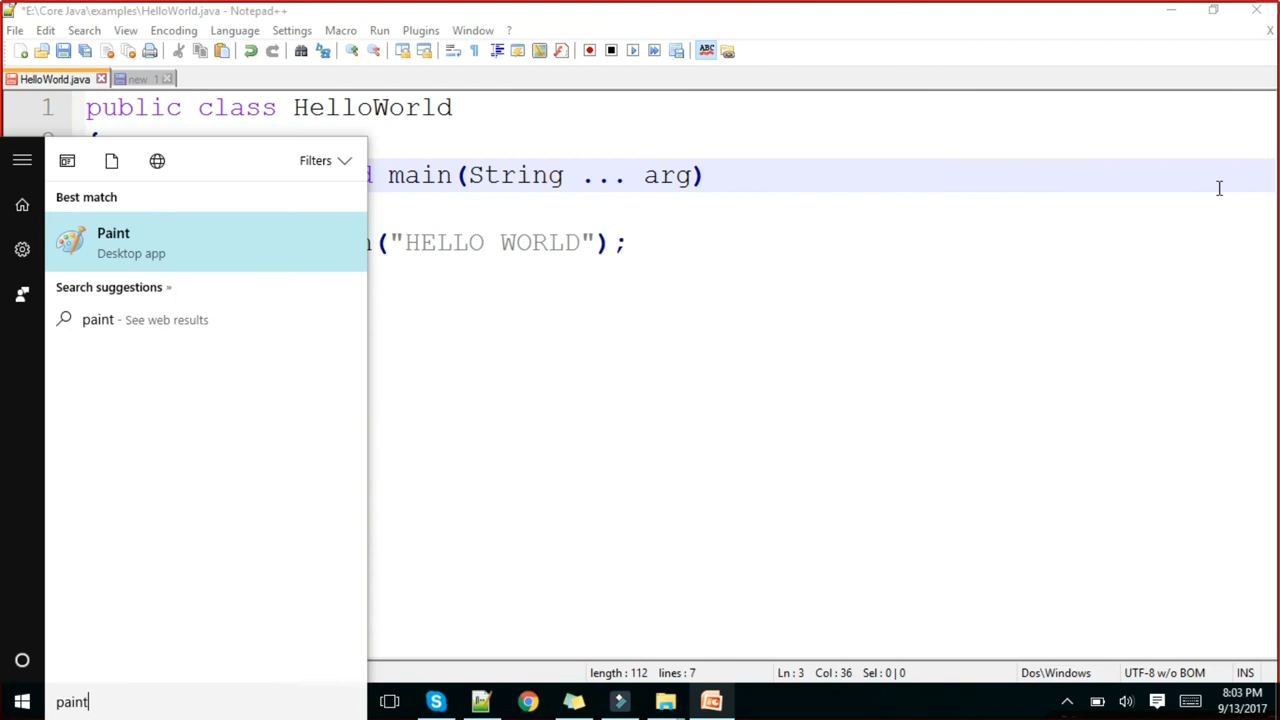 *E:\Core Java\examples\HelloWorld.java - Notepad++
File Edit Search View Encoding Language Settings Macro Run Plugins Window ? X
ABC
HelloWorld.java new 1
1 public class HelloWorld
main(String ... arg)
("HELLO WORLD");
Filters
Best match
Paint
Desktop app
Search suggestions »
paint - See web results
length : 112 lines : 7 Ln : 3 Col : 36 Sel : 0 | 0 Dos\Windows UTF-8 w/o BOM INS
paint
8:03 PM
9/13/2017